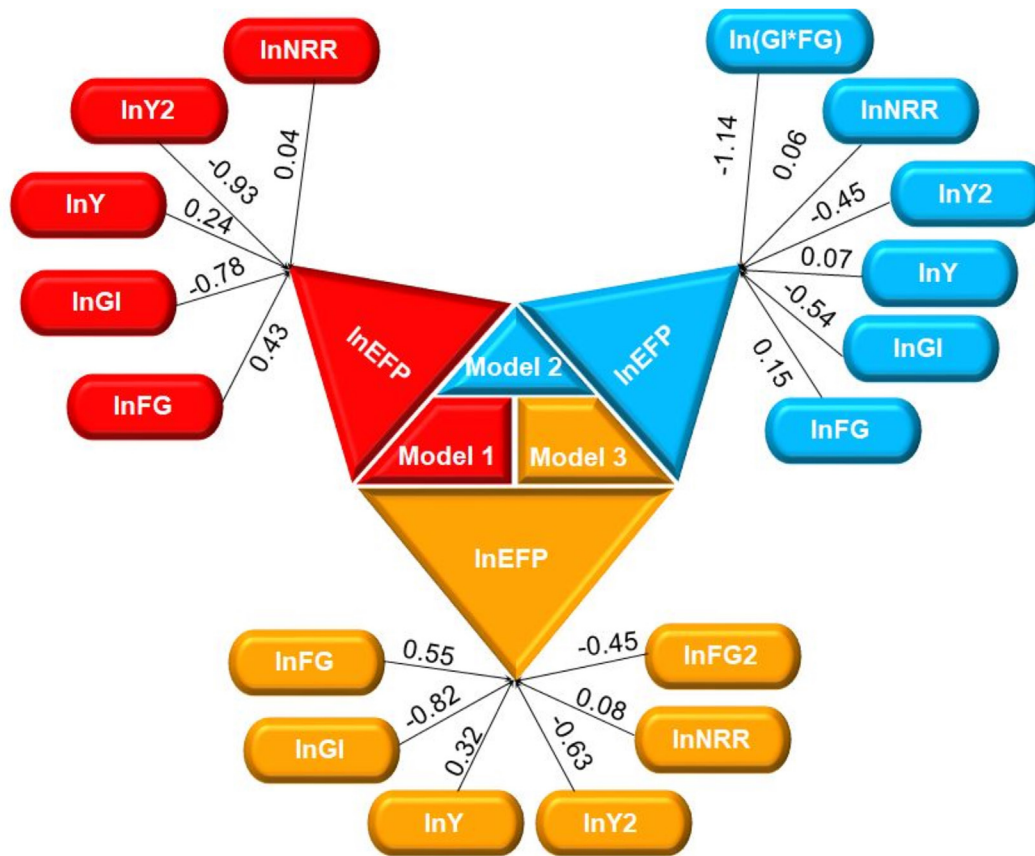 lnNRR
0.04
lnY2
-0.93
lnY
0.24
lnGI
-0.78
lnFG
0.43
lnEFP
Model 1
ln(GI*FG)
-1.14
lnNRR
0.06
lnY2
-0.45
lnY
0.07
lnGI
-0.54
lnFG
0.15
lnEFP
Model 2
Model 3
lnEFP
lnFG
0.55
lnGI
-0.82
lnY
0.32
lnY2
-0.63
lnNRR
0.08
lnFG2
-0.45